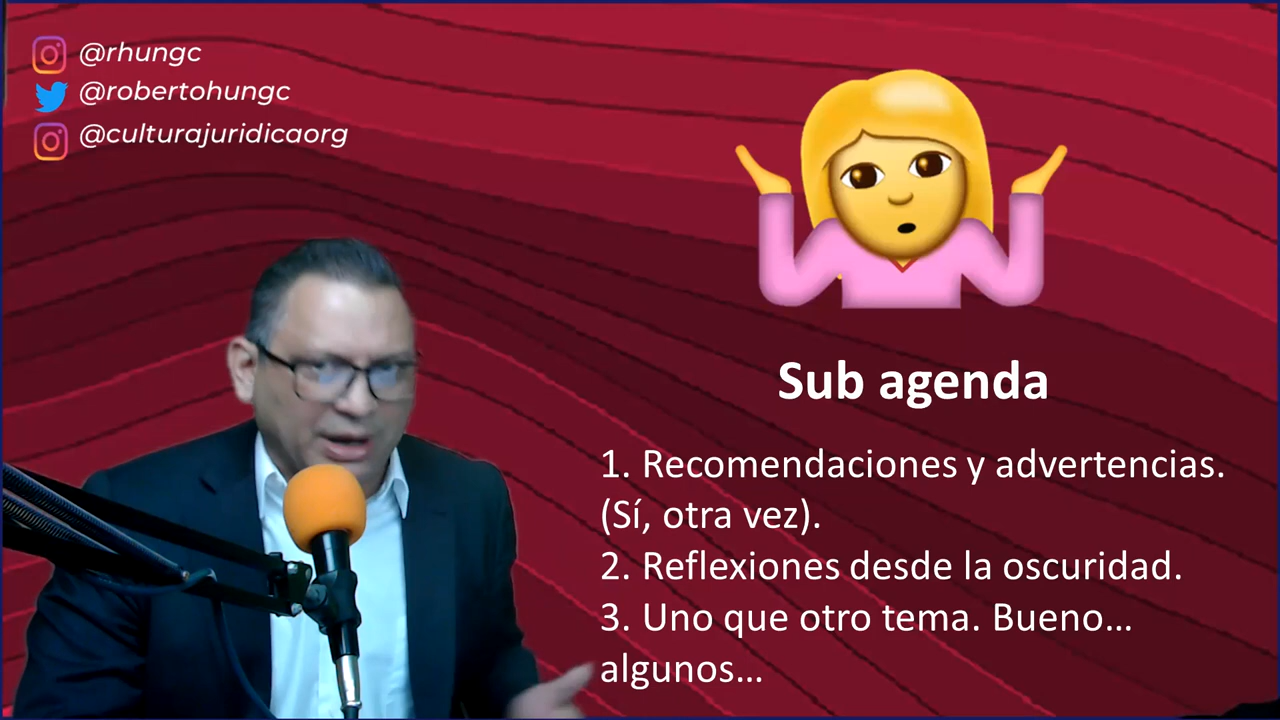 @rhungc
@robertohungc
@culturajuridicaorg
Sub agenda
1. Recomendaciones y advertencias.
(Sí, otra vez).
2. Reflexiones desde la oscuridad.
3. Uno que otro tema. Bueno...
algunos...